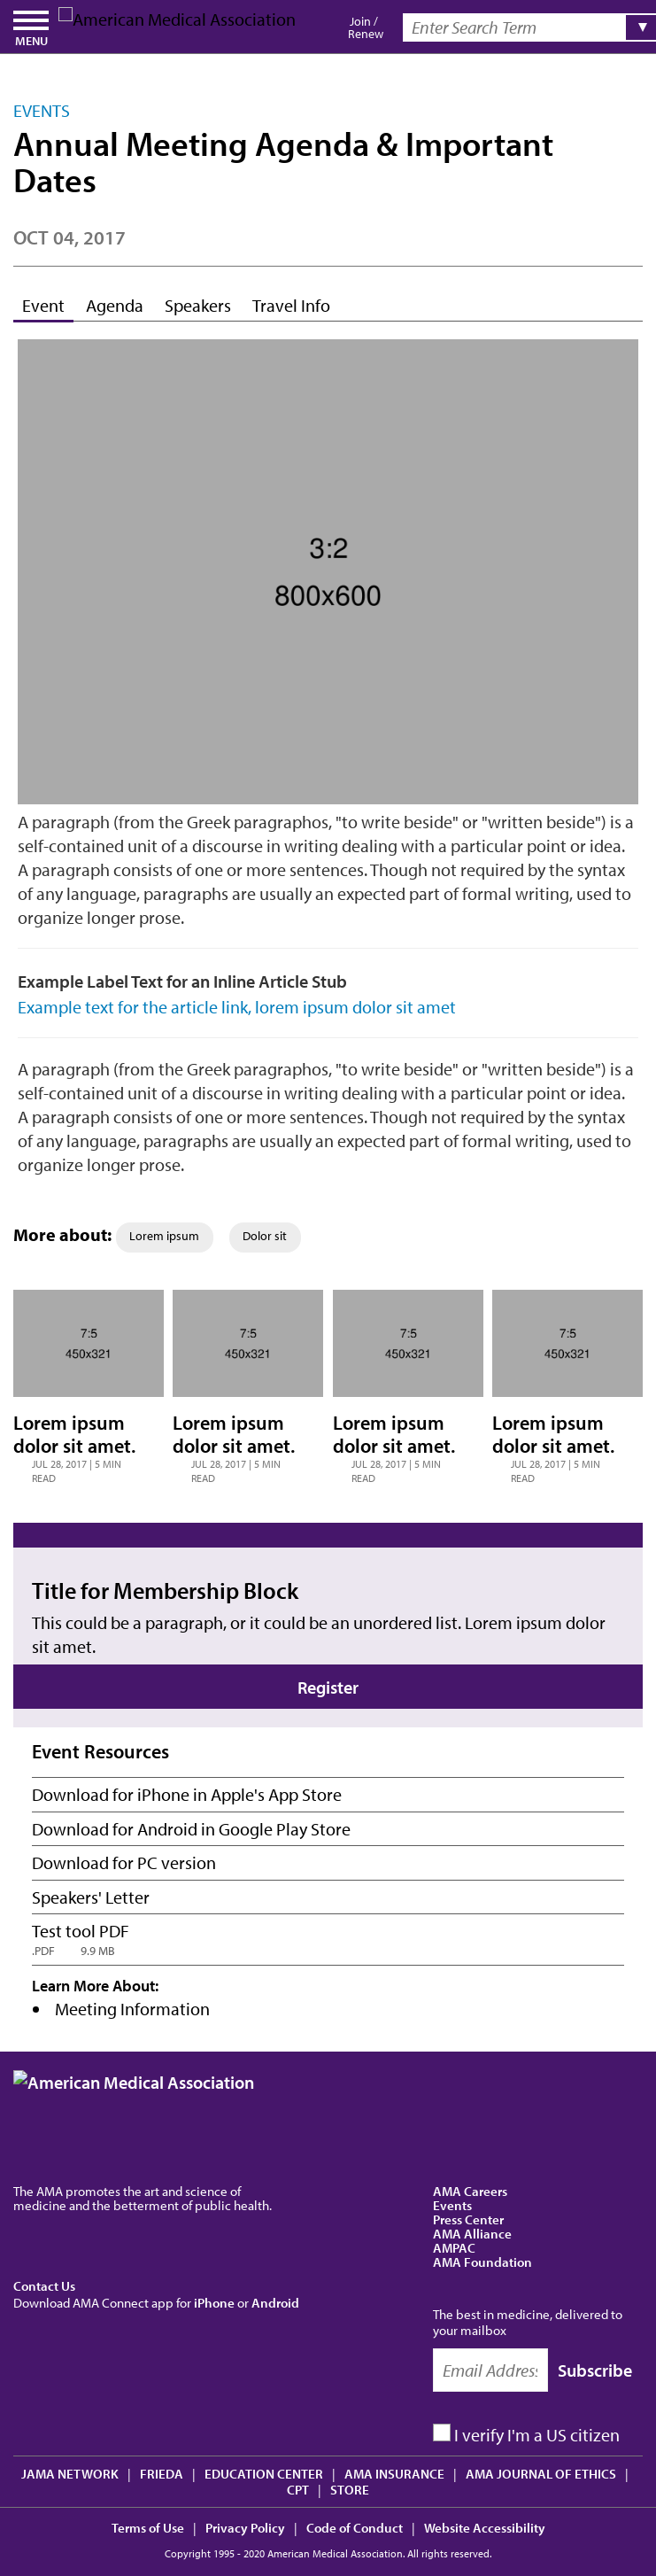 MENU
American Medical Association
Join /
Renew
Enter Search Term
EVENTS
Annual Meeting Agenda & Important
Dates
OCT 04, 2017
Event
Agenda
Speakers
Travel Info
3:2
800x600
A paragraph (from the Greek paragraphos, "to write beside" or "written beside") is a
self-contained unit of a discourse in writing dealing with a particular point or idea.
A paragraph consists of one or more sentences. Though not required by the syntax
of any language, paragraphs are usually an expected part of formal writing, used to
organize longer prose.
Example Label Text for an Inline Article Stub
Example text for the article link, lorem ipsum dolor sit amet
A paragraph (from the Greek paragraphos, "to write beside" or "written beside") is a
self-contained unit of a discourse in writing dealing with a particular point or idea.
A paragraph consists of one or more sentences. Though not required by the syntax
of any language, paragraphs are usually an expected part of formal writing, used to
organize longer prose.
More about: Lorem ipsum Dolor sit
7:5
450x321
Lorem ipsum
dolor sit amet.
JUL 28, 2017 | 5 MIN
READ
7:5
450x321
Lorem ipsum
dolor sit amet.
JUL 28, 2017 | 5 MIN
READ
7:5
450x321
Lorem ipsum
dolor sit amet.
JUL 28, 2017 | 5 MIN
READ
7:5
450x321
Lorem ipsum
dolor sit amet.
JUL 28, 2017 | 5 MIN
READ
Title for Membership Block
This could be a paragraph, or it could be an unordered list. Lorem ipsum dolor
sit amet.
Register
Event Resources
Download for iPhone in Apple's App Store
Download for Android in Google Play Store
Download for PC version
Speakers' Letter
Test tool PDF
.PDF 9.9 MB
Learn More About:
• Meeting Information
American Medical Association
The AMA promotes the art and science of
medicine and the betterment of public health.
Contact Us
Download AMA Connect app for iPhone or Android
AMA Careers
Events
Press Center
AMA Alliance
AMPAC
AMA Foundation
The best in medicine, delivered to
your mailbox
Email Address
Subscribe
I verify I'm a US citizen
JAMA NETWORK | FRIEDA | EDUCATION CENTER | AMA INSURANCE | AMA JOURNAL OF ETHICS |
CPT | STORE
Terms of Use | Privacy Policy | Code of Conduct | Website Accessibility
Copyright 1995 - 2020 American Medical Association. All rights reserved.